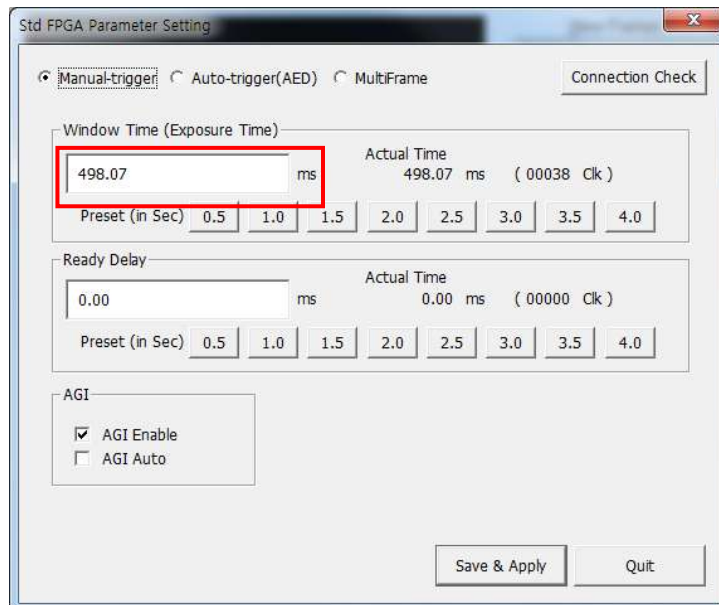 Std FPGA Parameter Setting
Manual-trigger Auto-trigger(AED) MultiFrame Connection Check
Window Time (Exposure Time)
Actual Time
498.07 ms 498.07 ms ( 00038 Clk )
Preset (in Sec) 0.5 1.0 1.5 2.0 2.5 3.0 3.5 4.0
Ready Delay
Actual Time
0.00 ms 0.00 ms ( 00000 Clk )
Preset (in Sec) 0.5 1.0 1.5 2.0 2.5 3.0 3.5 4.0
AGI
AGI Enable
AGI Auto
Save & Apply Quit